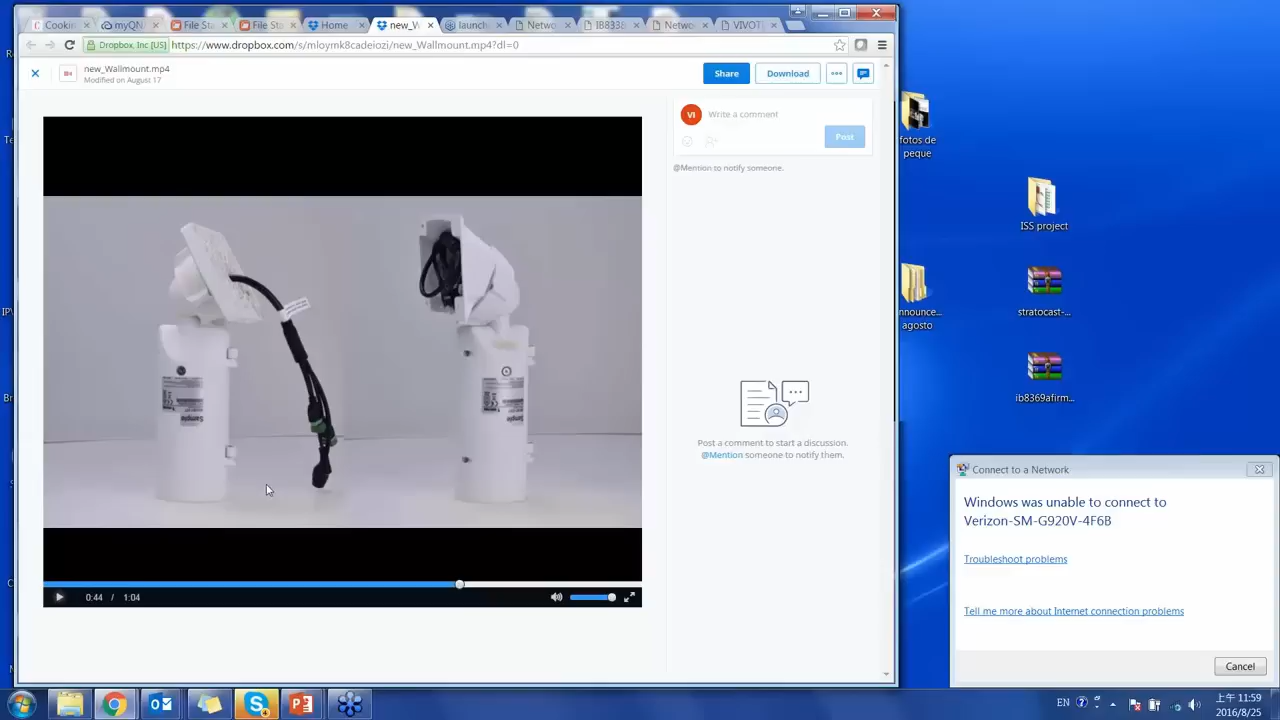 Cookin
myQN
File Sta
File Sta
Home
new_W
launch
Netwo
IB8338
Netwo
VIVOT
Dropbox, Inc [US]
https://www.dropbox.com/s/mloymk8cadeiozi/new_Wallmount.mp4?dl=0
new_Wallmount.mp4
Modified on August 17
Share
Download
VI
Write a comment
Post
@Mention to notify someone.
Post a comment to start a discussion.
@Mention someone to notify them.
0:44 / 1:04
fotos de
peque
ISS project
nnounce...
agosto
stratocast-...
ib8369afirm...
Connect to a Network
Windows was unable to connect to
Verizon-SM-G920V-4F6B
Troubleshoot problems
Tell me more about Internet connection problems
Cancel
EN
上午 11:59
2016/8/25